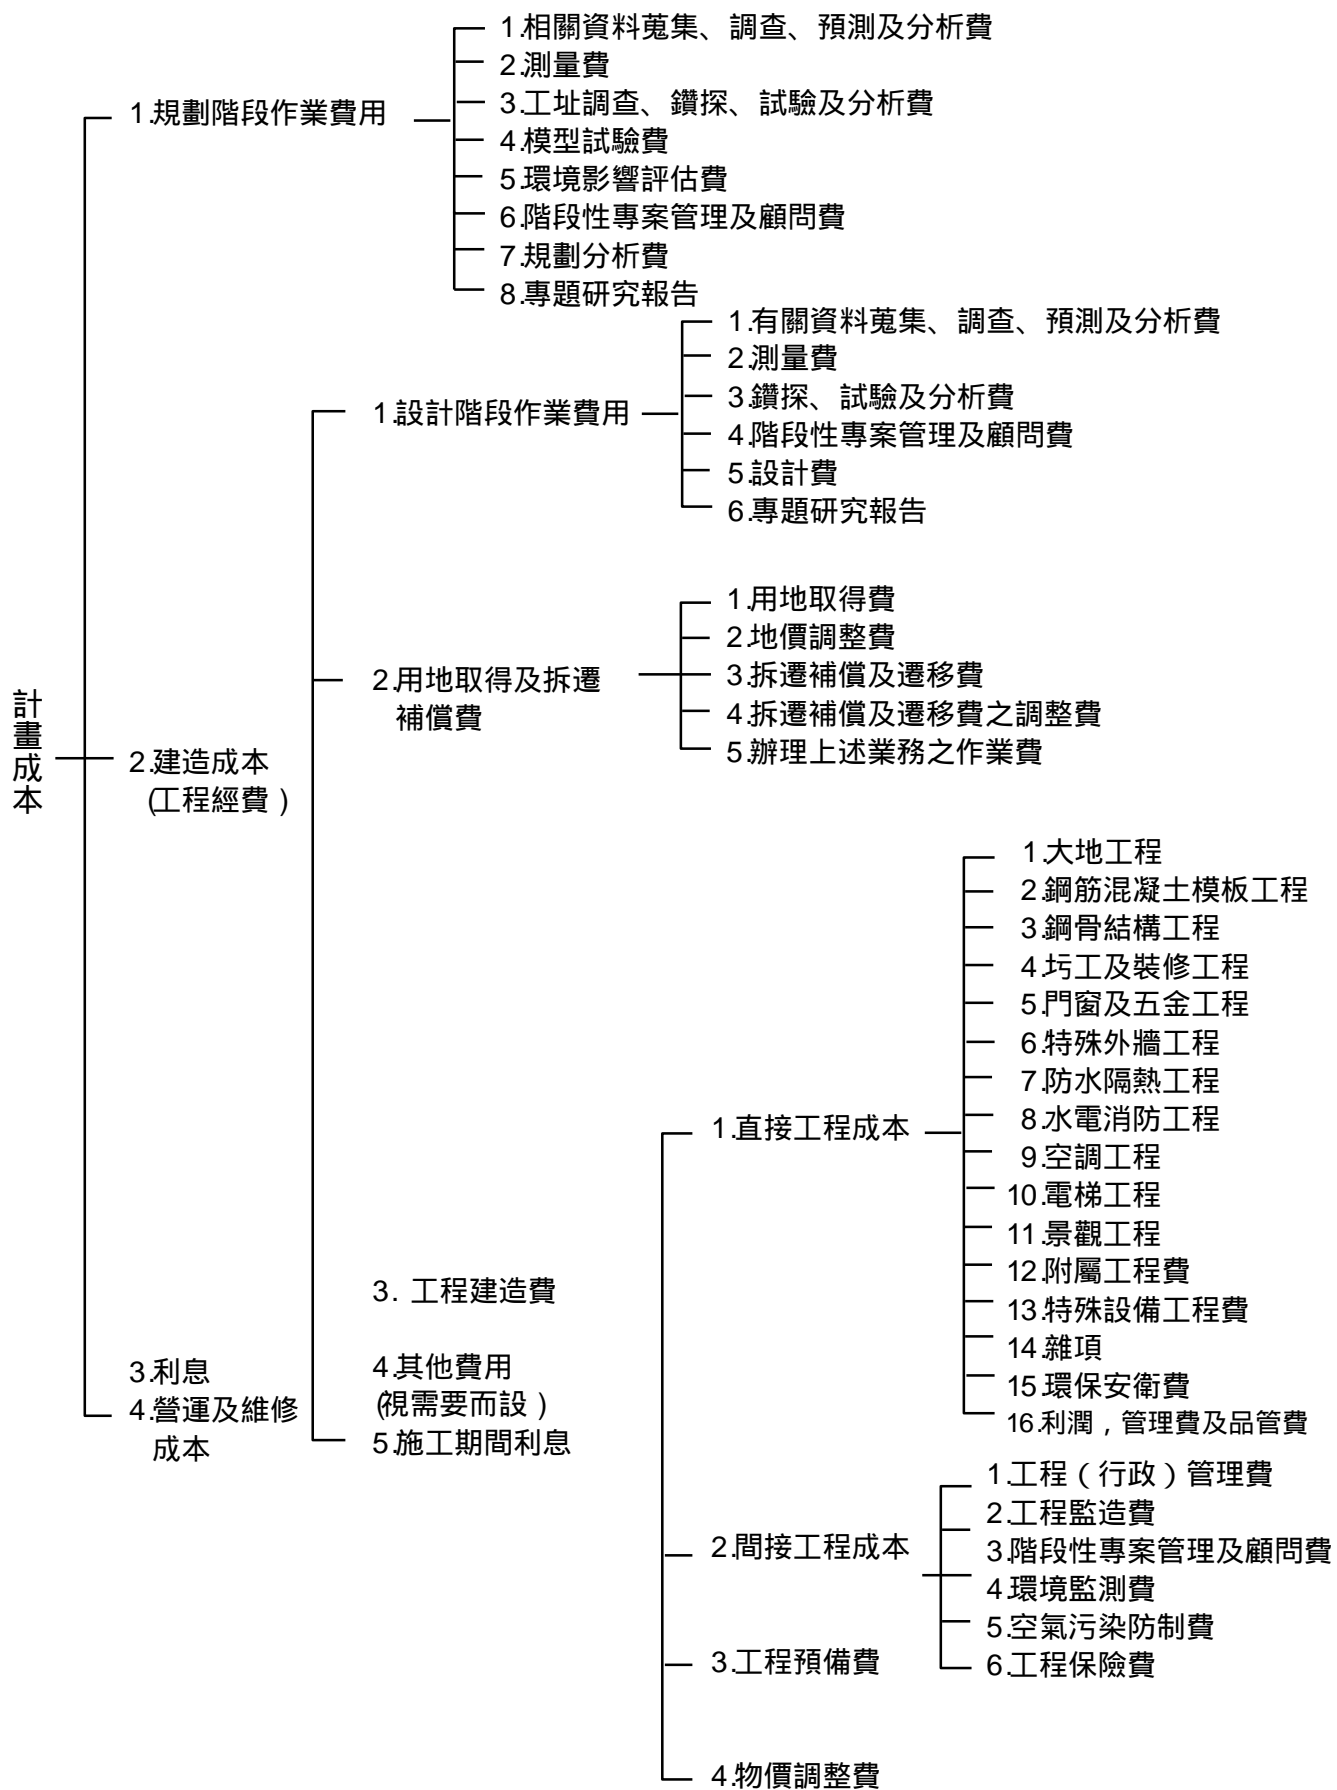 計畫成本
1.規劃階段作業費用
1.相關資料蒐集、調查、預測及分析費
2.測量費
3.工址調查、鑽探、試驗及分析費
4.模型試驗費
5.環境影響評估費
6.階段性專案管理及顧問費
7.規劃分析費
8.專題研究報告
2.建造成本
(工程經費)
1.設計階段作業費用
1.有關資料蒐集、調查、預測及分析費
2.測量費
3.鑽探、試驗及分析費
4.階段性專案管理及顧問費
5.設計費
6.專題研究報告
2.用地取得及拆遷
補償費
1.用地取得費
2.地價調整費
3.拆遷補償及遷移費
4.拆遷補償及遷移費之調整費
5.辦理上述業務之作業費
3. 工程建造費
1.直接工程成本
1.大地工程
2.鋼筋混凝土模板工程
3.鋼骨結構工程
4.圬工及裝修工程
5.門窗及五金工程
6.特殊外牆工程
7.防水隔熱工程
8.水電消防工程
9.空調工程
10.電梯工程
11.景觀工程
12.附屬工程費
13.特殊設備工程費
14.雜項
15.環保安衛費
16.利潤,管理費及品管費
2.間接工程成本
1.工程(行政)管理費
2.工程監造費
3.階段性專案管理及顧問費
4.環境監測費
5.空氣污染防制費
6.工程保險費
3.工程預備費
4.物價調整費
4.其他費用
(視需要而設)
5.施工期間利息
3.利息
4.營運及維修
成本